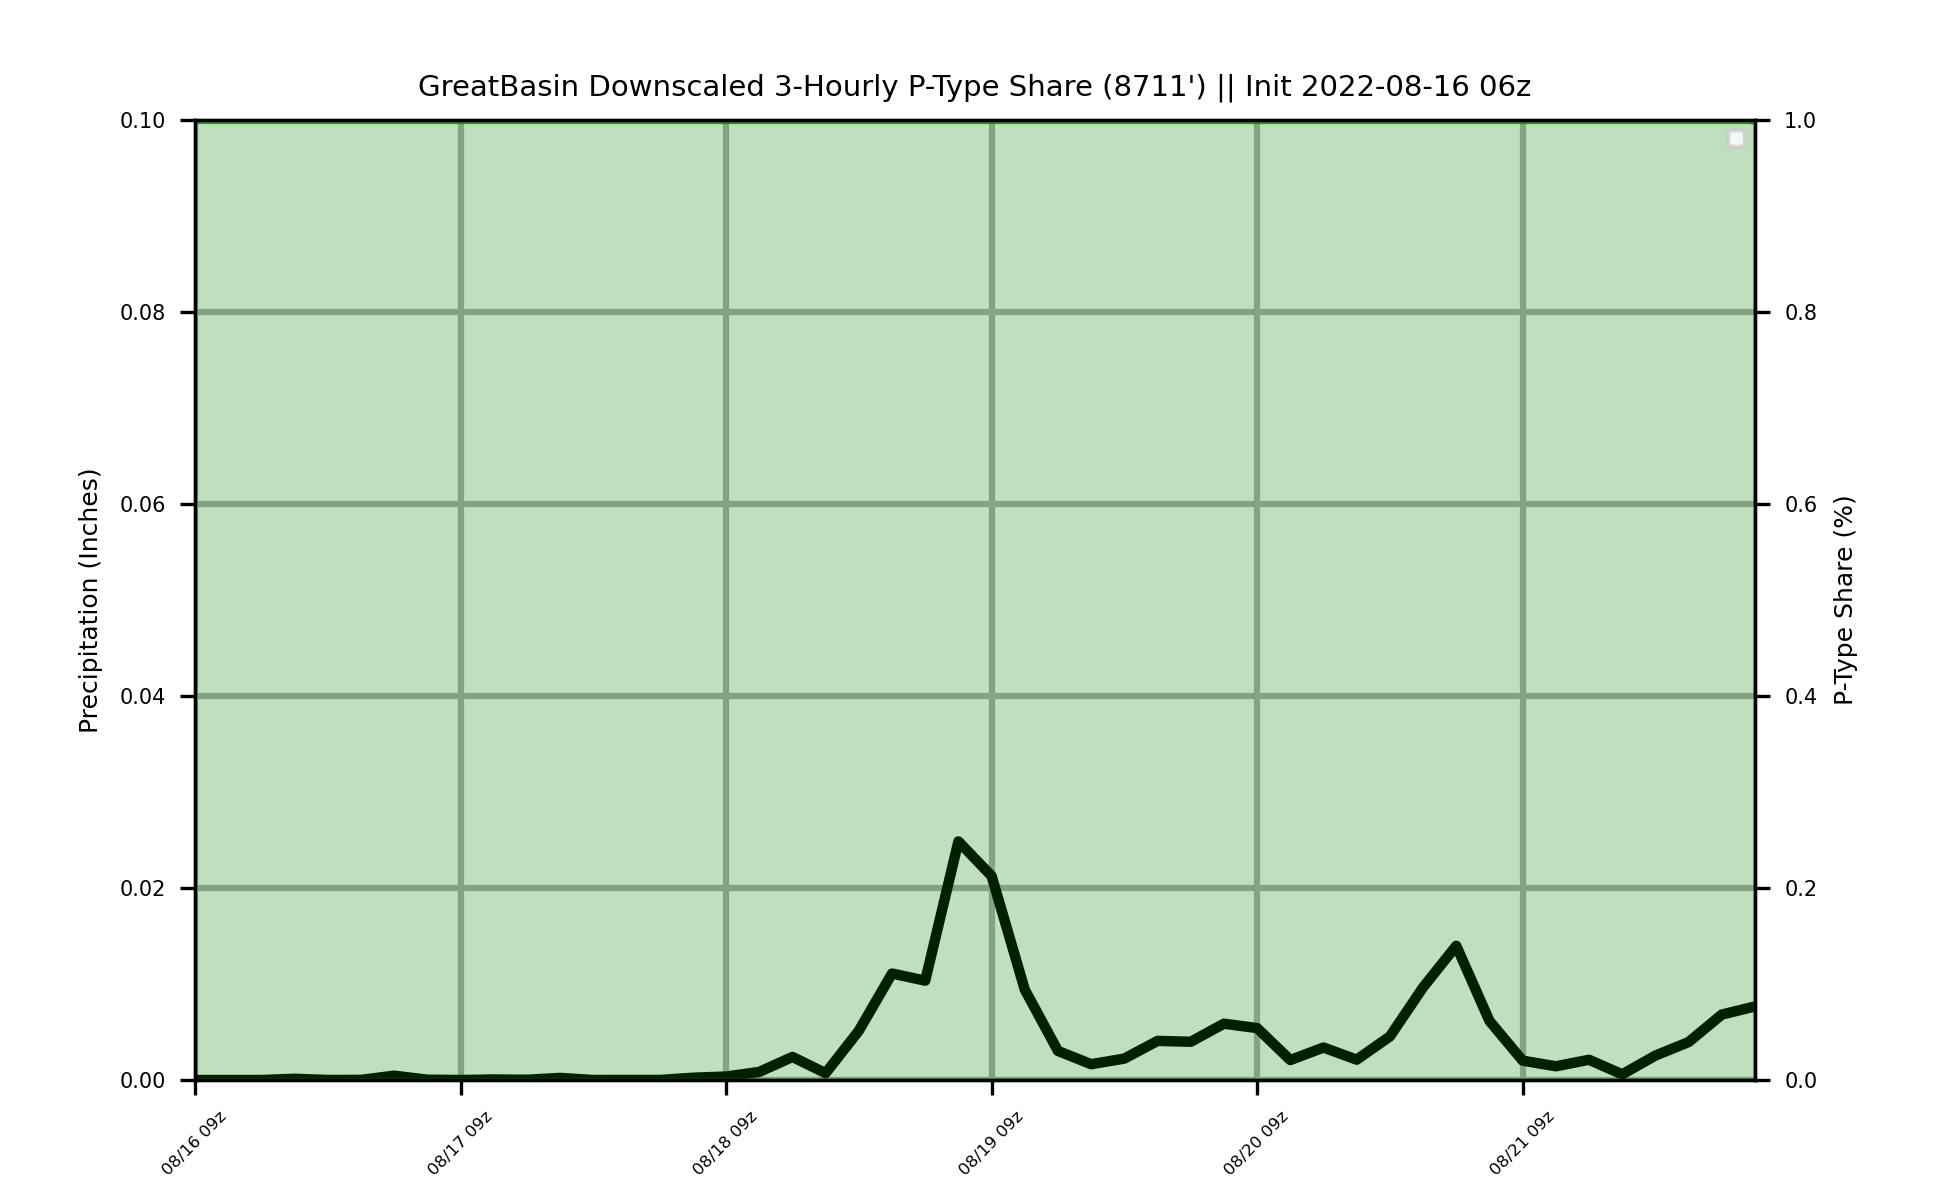 GreatBasin Downscaled 3-Hourly P-Type Share (8711') || Init 2022-08-16 06z
0.10
0.08
0.06
0.04
0.02
0.00
Precipitation (Inches)
1.0
0.8
0.6
0.4
0.2
0.0
P-Type Share (%)
08/16 09z
08/17 09z
08/18 09z
08/19 09z
08/20 09z
08/21 09z